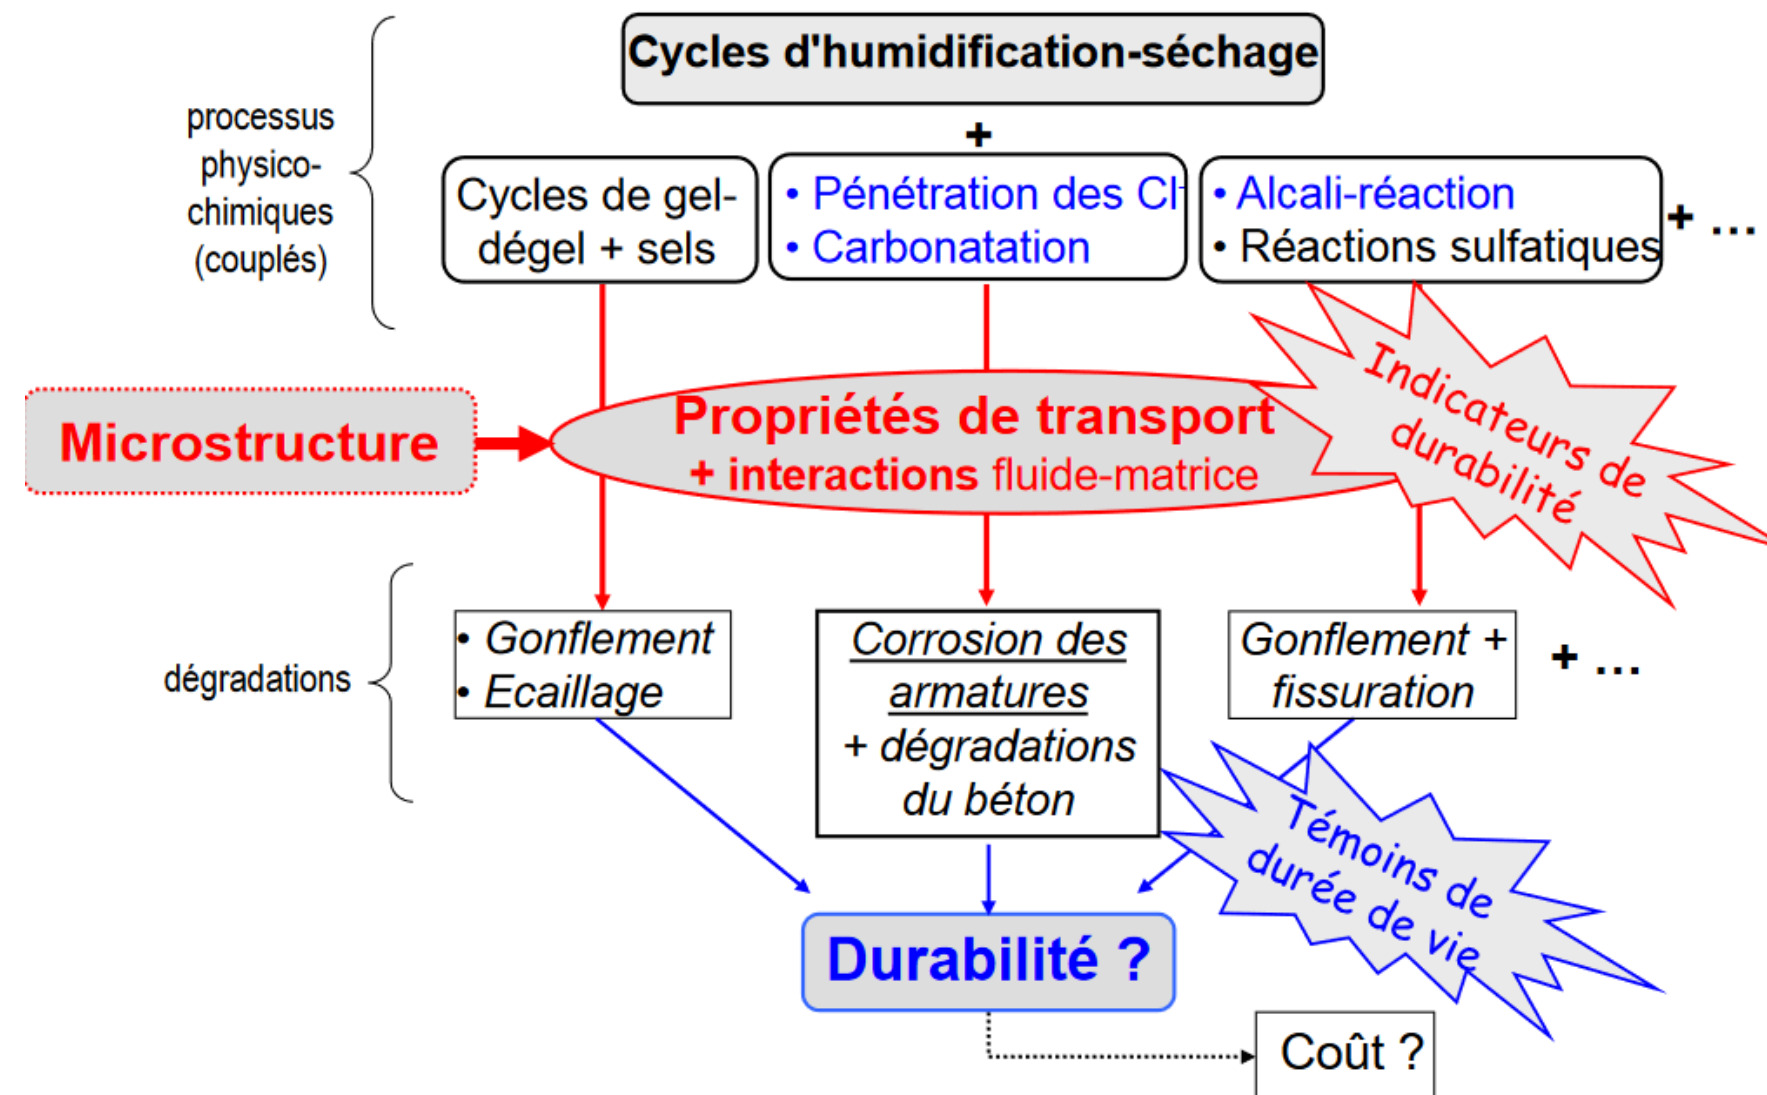 Cycles d'humidification-séchage
+
processus
physico-
chimiques
(couplés)
Cycles de gel-
dégel + sels
• Pénétration des Cl-
• Carbonatation
• Alcali-réaction
• Réactions sulfatiques
+ ...
Microstructure
Propriétés de transport
+ interactions fluide-matrice
Indicateurs de
durabilité
dégradations
• Gonflement
• Ecaillage
Corrosion des
armatures
+ dégradations
du béton
Gonflement +
fissuration
+ ...
Témoins de
durée de vie
Durabilité ?
Coût ?